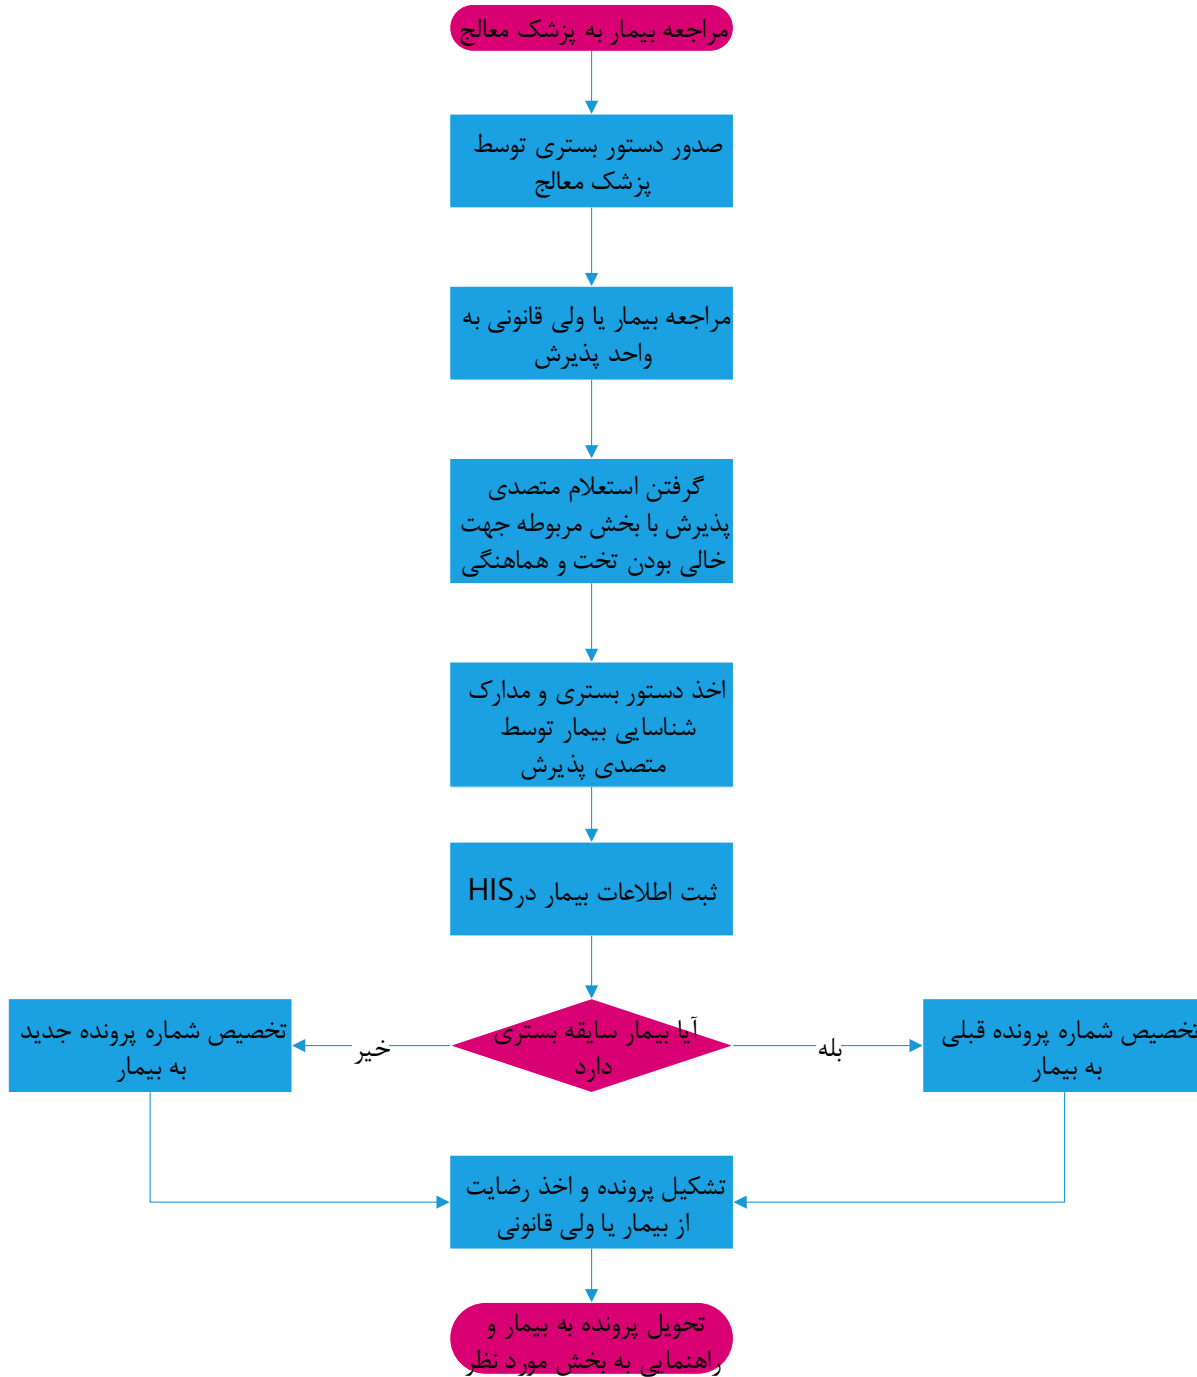 مراجعه بیمار به پزشک معالج
صدور دستور بستری توسط
پزشک معالج
مراجعه بیمار یا ولی قانونی به
واحد پذیرش
گرفتن استعلام متصدی
پذیرش با بخش مربوطه جهت
خالی بودن تخت و هماهنگی
اخذ دستور بستری و مدارک
شناسایی بیمار توسط
متصدی پذیرش
ثبت اطلاعات بیمار در HIS
آیا بیمار سابقه بستری
دارد
بله
خیر
تخصیص شماره پرونده قبلی
به بیمار
تخصیص شماره پرونده جدید
به بیمار
تشکیل پرونده و اخذ رضایت
از بیمار یا ولی قانونی
تحویل پرونده به بیمار و
راهنمایی به بخش مورد نظر